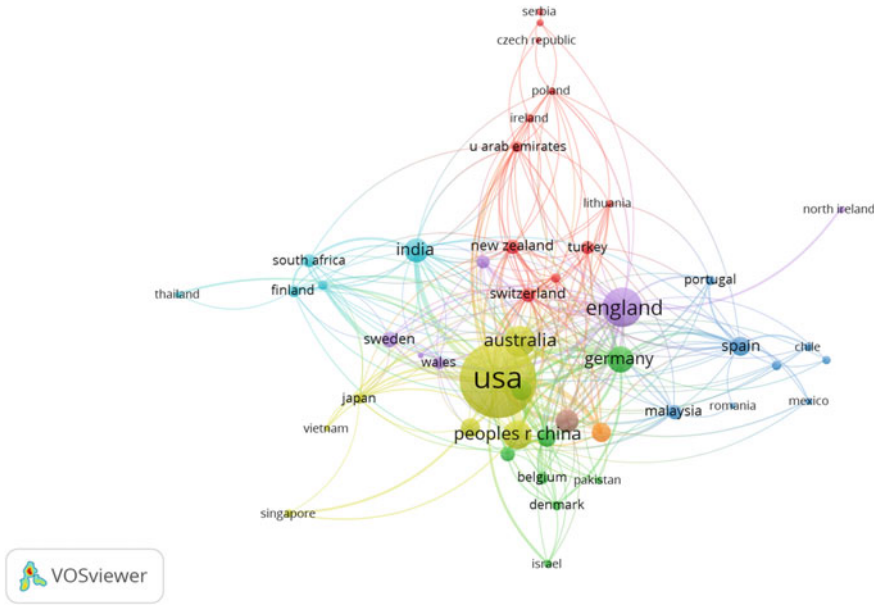 serbia
czech republic
poland
ireland
u arab emirates
lithuania
north ireland
new zealand
turkey
india
south africa
portugal
thailand
finland
switzerland
england
sweden
australia
spain
chile
wales
germany
usa
japan
malaysia
romania
mexico
vietnam
peoples r china
belgium
pakistan
denmark
singapore
israel
VOSviewer